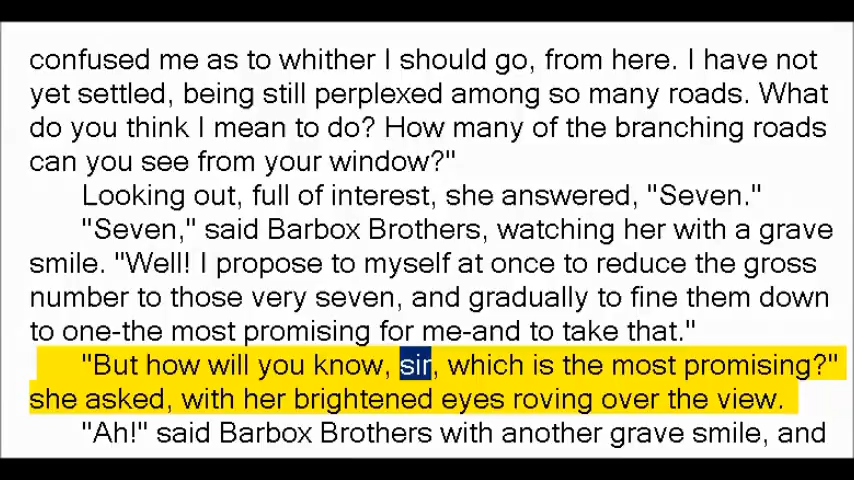 confused me as to whither I should go, from here. I have not
yet settled, being still perplexed among so many roads. What
do you think I mean to do? How many of the branching roads
can you see from your window?"
Looking out, full of interest, she answered, "Seven."
"Seven," said Barbox Brothers, watching her with a grave
smile. "Well! I propose to myself at once to reduce the gross
number to those very seven, and gradually to fine them down
to one-the most promising for me-and to take that."
"But how will you know, sir, which is the most promising?"
she asked, with her brightened eyes roving over the view.
"Ah!" said Barbox Brothers with another grave smile, and